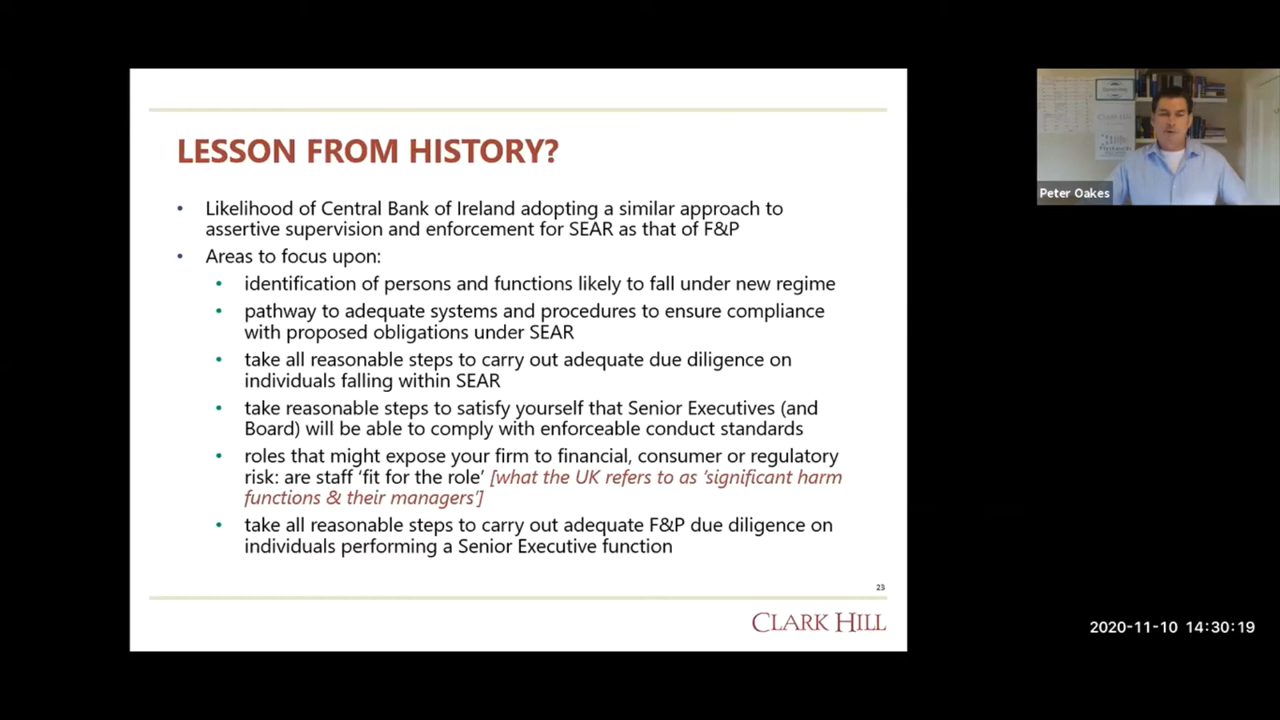 LESSON FROM HISTORY?
• Likelihood of Central Bank of Ireland adopting a similar approach to
assertive supervision and enforcement for SEAR as that of F&P
• Areas to focus upon:
• identification of persons and functions likely to fall under new regime
• pathway to adequate systems and procedures to ensure compliance
with proposed obligations under SEAR
• take all reasonable steps to carry out adequate due diligence on
individuals falling within SEAR
• take reasonable steps to satisfy yourself that Senior Executives (and
Board) will be able to comply with enforceable conduct standards
• roles that might expose your firm to financial, consumer or regulatory
risk: are staff ‘fit for the role’ [what the UK refers to as ‘significant harm
functions & their managers’]
• take all reasonable steps to carry out adequate F&P due diligence on
individuals performing a Senior Executive function
23
CLARK HILL
Peter Oakes
2020-11-10 14:30:19